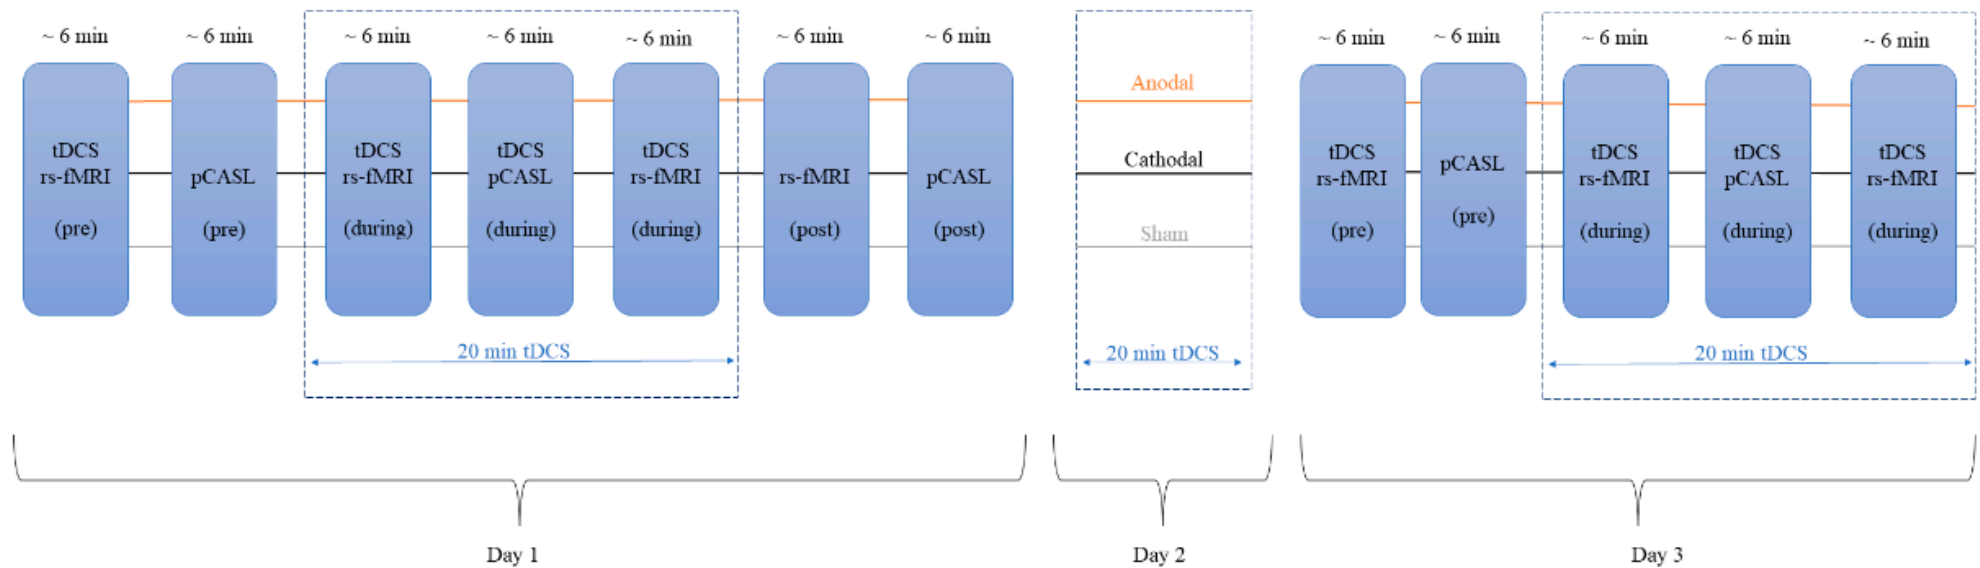 ~ 6 min
~ 6 min
~ 6 min
~ 6 min
~ 6 min
~ 6 min
~ 6 min
tDCS
rs-fMRI
(pre)
pCASL
(pre)
tDCS
rs-fMRI
(during)
tDCS
pCASL
(during)
tDCS
rs-fMRI
(during)
rs-fMRI
(post)
pCASL
(post)
20 min tDCS
Day 1
Anodal
Cathodal
Sham
20 min tDCS
Day 2
~ 6 min
~ 6 min
~ 6 min
~ 6 min
~ 6 min
tDCS
rs-fMRI
(pre)
pCASL
(pre)
tDCS
rs-fMRI
(during)
tDCS
pCASL
(during)
tDCS
rs-fMRI
(during)
20 min tDCS
Day 3